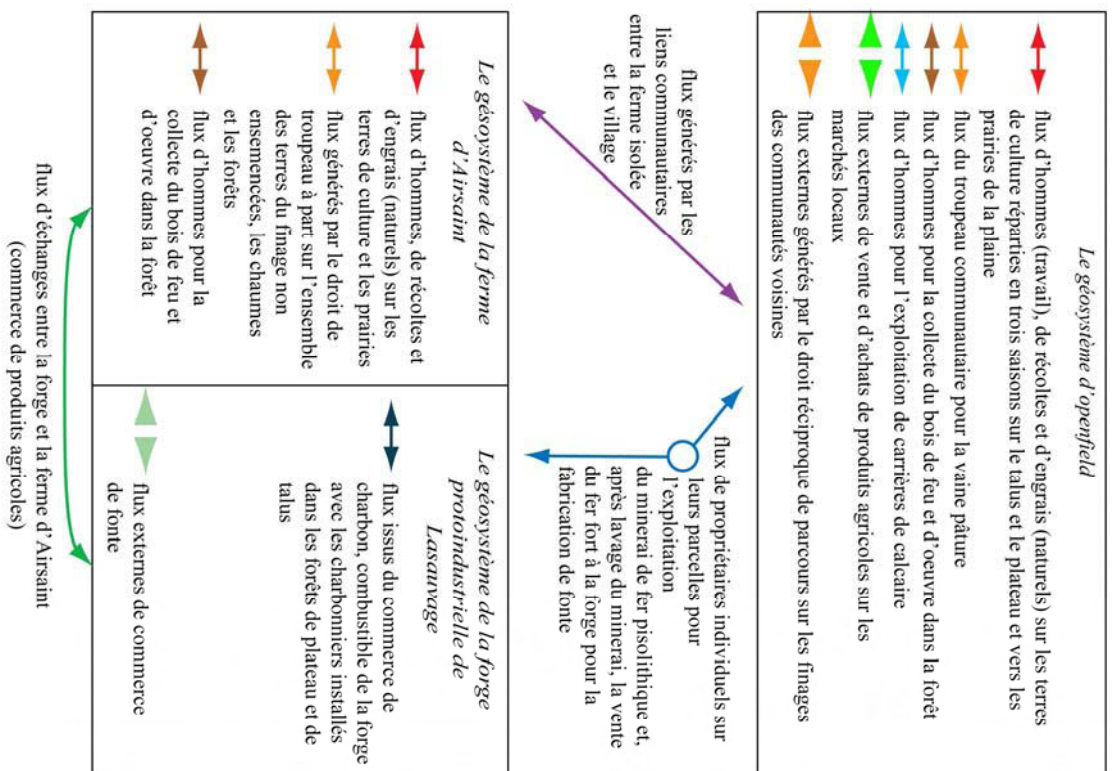 Le géosystème d'openfield
flux d'hommes (travail), de récoltes et d'engrais (naturels) sur les terres
de culture réparties en trois saisons sur le talus et le plateau et vers les
prairies de la plaine
flux du troupeau communautaire pour la vaine pâture
flux d'hommes pour la collecte du bois de feu et d'oeuvre dans la forêt
flux d'hommes pour l'exploitation de carrières de calcaire
flux externes de vente et d'achats de produits agricoles sur les
marchés locaux
flux externes générés par le droit réciproque de parcours sur les finages
des communautés voisines
flux générés par les
liens communautaires
entre la ferme isolée
et le village
flux de propriétaires individuels sur
leurs parcelles pour
l'exploitation
du minerai de fer pisolithique et,
après lavage du minerai, la vente
du fer fort à la forge pour la
fabrication de fonte
Le gésoystème de la ferme
d'Airsaint
flux d'hommes, de récoltes et
d'engrais (naturels) sur les
terres de culture et les prairies
flux générés par le droit de
troupeau à part sur l'ensemble
des terres du finage non
ensemencées, les chaumes
et les forêts
flux d'hommes pour la
collecte du bois de feu et
d'oeuvre dans la forêt
Le géosystème de la forge
protoindustrielle de
Lasauvage
flux issus du commerce de
charbon, combustible de la forge
avec les charbonniers installés
dans les forêts de plateau et de
talus
flux externes de commerce
de fonte
flux d'échanges entre la forge et la ferme d'Airsaint
(commerce de produits agricoles)